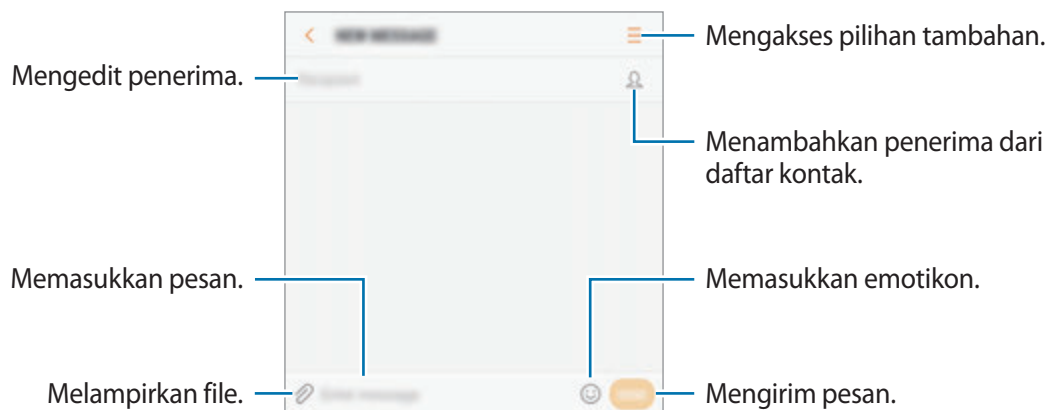 Mengakses pilihan tambahan.
Mengedit penerima.
Menambahkan penerima dari
daftar kontak.
Memasukkan pesan.
Memasukkan emotikon.
Melampirkan file.
Mengirim pesan.